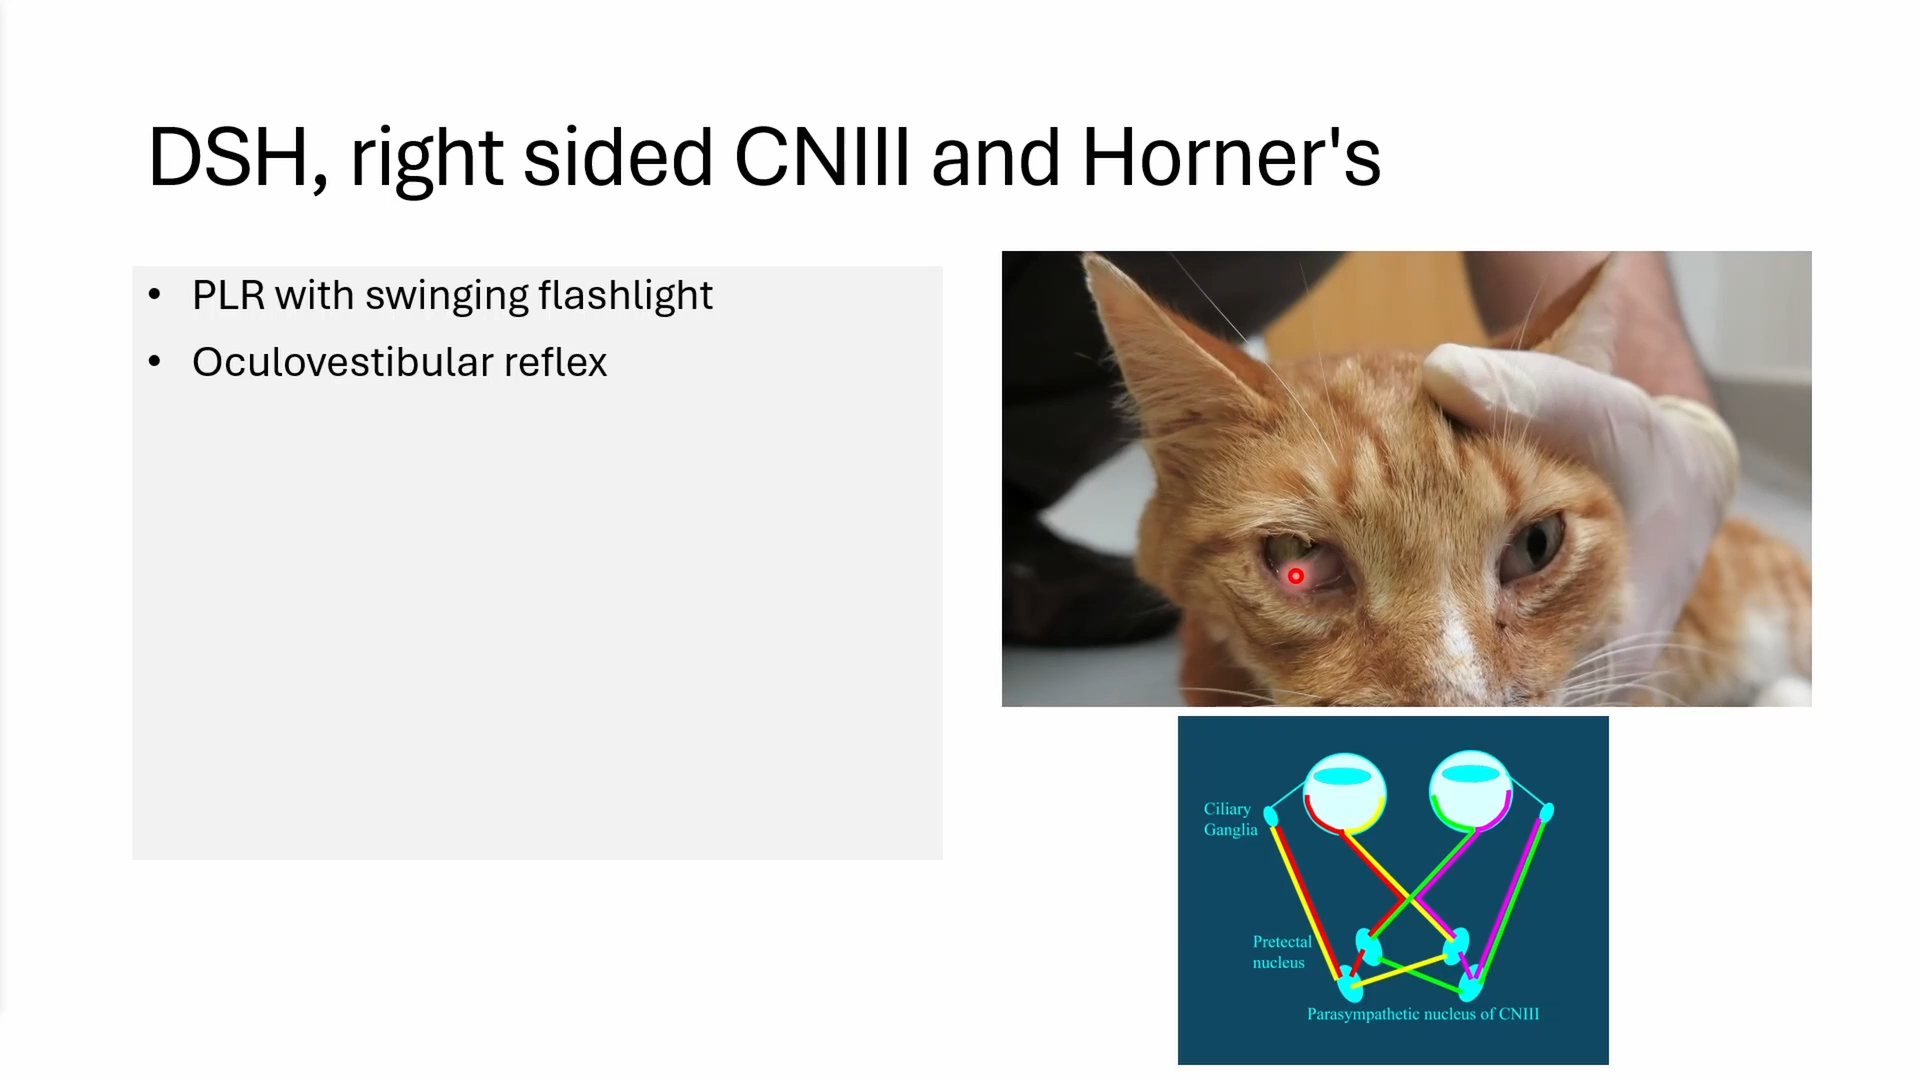 DSH, right sided CNIII and Horner's
• PLR with swinging flashlight
• Oculovestibular reflex
Ciliary
Ganglia
Pretectal
nucleus
Parasympathetic nucleus of CNIII